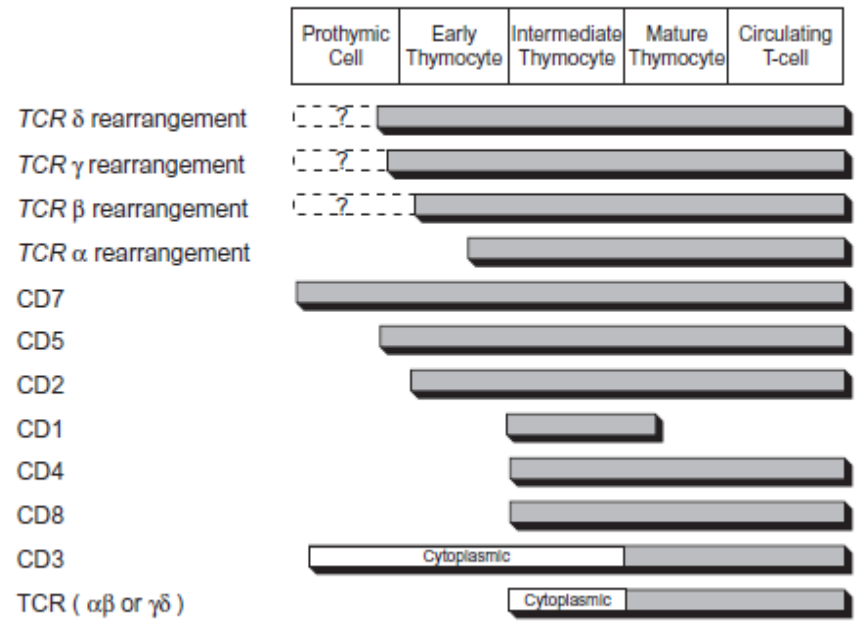 Prothymic Cell
Early Thymocyte
Intermediate Thymocyte
Mature Thymocyte
Circulating T-cell
TCR δ rearrangement
?
TCR γ rearrangement
?
TCR β rearrangement
?
TCR α rearrangement
CD7
CD5
CD2
CD1
CD4
CD8
CD3
Cytoplasmic
TCR ( αβ or γδ )
Cytoplasmic